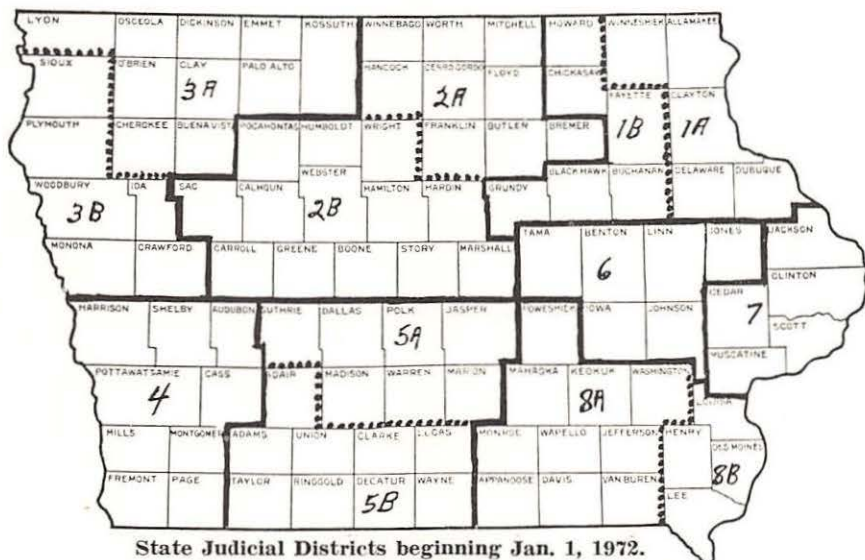 LYON OSCEOLA DICKINSON EMMET KOSSUTH WINNEBAGO WORTH MITCHELL HOWARD WINNESHIEK ALLAMAKEE
SIOUX O'BRIEN CLAY PALO ALTO HANCOCK CERRO GORDO FLOYD CHICKASAW
3A 2A
FAYETTE CLAYTON
1B 1A
PLYMOUTH CHEROKEE BUENA VISTA POCAHONTAS HUMBOLDT WRIGHT FRANKLIN BUTLER BREMER
WEBSTER
WOODBURY IDA SAC CALHOUN HAMILTON HARDIN GRUNDY BLACK HAWK BUCHANAN DELAWARE DUBUQUE
3B 2B
MONONA CRAWFORD CARROLL GREENE BOONE STORY MARSHALL TAMA BENTON LINN JONES JACKSON
6
CLINTON
CEDAR
7
HARRISON SHELBY AUDUBON GUTHRIE DALLAS POLK JASPER POWESHIEK IOWA JOHNSON SCOTT
5A
MUSCATINE
POTTAWATTAMIE CASS ADAIR MADISON WARREN MARION MAHASKA KEOKUK WASHINGTON
4 8A
LOUISA
MILLS MONTGOMERY ADAMS UNION CLARKE LUCAS MONROE WAPELLO JEFFERSON HENRY DES MOINES
8B
FREMONT PAGE TAYLOR RINGGOLD DECATUR WAYNE APPANOOSE DAVIS VAN BUREN LEE
5B
State Judicial Districts beginning Jan. 1, 1972.